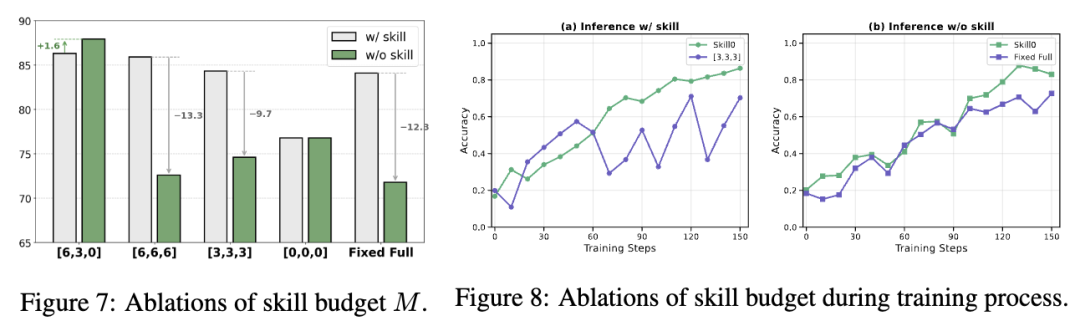 90
85
80
75
70
65
+1.6
−13.3
−9.7
−12.3
w/ skill
w/o skill
[6,3,0]
[6,6,6]
[3,3,3]
[0,0,0]
Fixed Full
Figure 7: Ablations of skill budget M.
(a) Inference w/ skill
Skill0
[3,3,3]
Accuracy
1.0
0.8
0.6
0.4
0.2
0.0
0
30
60
90
120
150
Training Steps
(b) Inference w/o skill
Skill0
Fixed Full
Accuracy
1.0
0.8
0.6
0.4
0.2
0.0
0
30
60
90
120
150
Training Steps
Figure 8: Ablations of skill budget during training process.